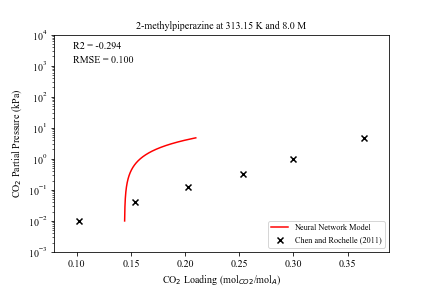 2-methylpiperazine at 313.15 K and 8.0 M
R2 = -0.294
RMSE = 0.100
CO2 Partial Pressure (kPa)
10^4
10^3
10^2
10^1
10^0
10^-1
10^-2
10^-3
Neural Network Model
Chen and Rochelle (2011)
0.10 0.15 0.20 0.25 0.30 0.35
CO2 Loading (molCO2/molA)